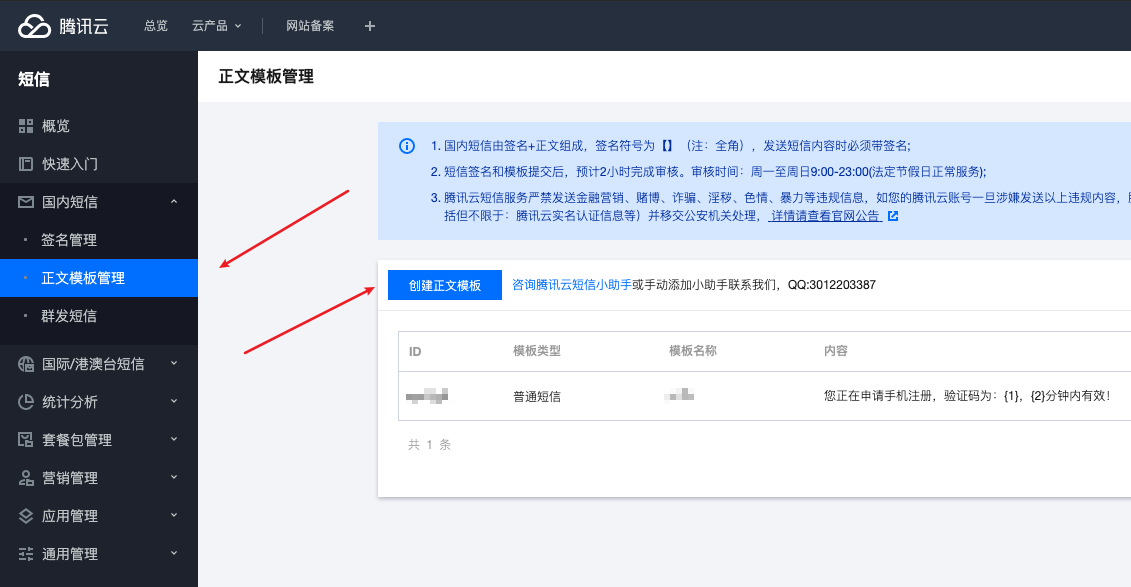 腾讯云 总览 云产品 网站备案 +
短信
概览
快速入门
国内短信
签名管理
正文模板管理
群发短信
国际/港澳台短信
统计分析
套餐包管理
营销管理
应用管理
通用管理
正文模板管理
1. 国内短信由签名+正文组成，签名符号为【】（注：全角），发送短信内容时必须带签名;
2. 短信签名和模板提交后，预计2小时完成审核。审核时间：周一至周日9:00-23:00(法定节假日正常服务);
3. 腾讯云短信服务严禁发送金融营销、赌博、诈骗、淫移、色情、暴力等违规信息，如您的腾讯云账号一旦涉嫌发送以上违规内容，
括但不限于：腾讯云实名认证信息等）并移交公安机关处理， 详情请查看官网公告
创建正文模板 咨询腾讯云短信小助手或手动添加小助手联系我们，QQ:3012203387
ID 模板类型 模板名称 内容
普通短信 您正在申请手机注册，验证码为：{1}，{2}分钟内有效！
共 1 条